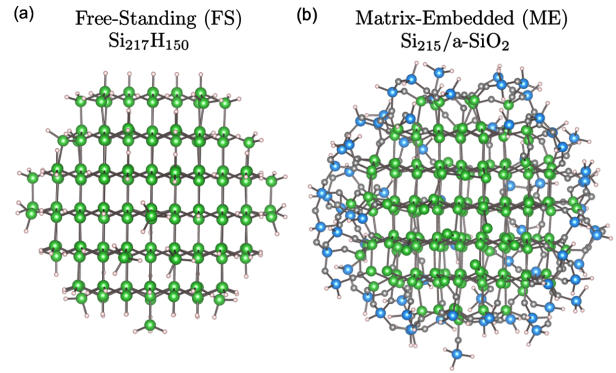 (a) Free-Standing (FS)
Si₂₁₇H₁₅₀
(b) Matrix-Embedded (ME)
Si₂₁₅/a-SiO₂